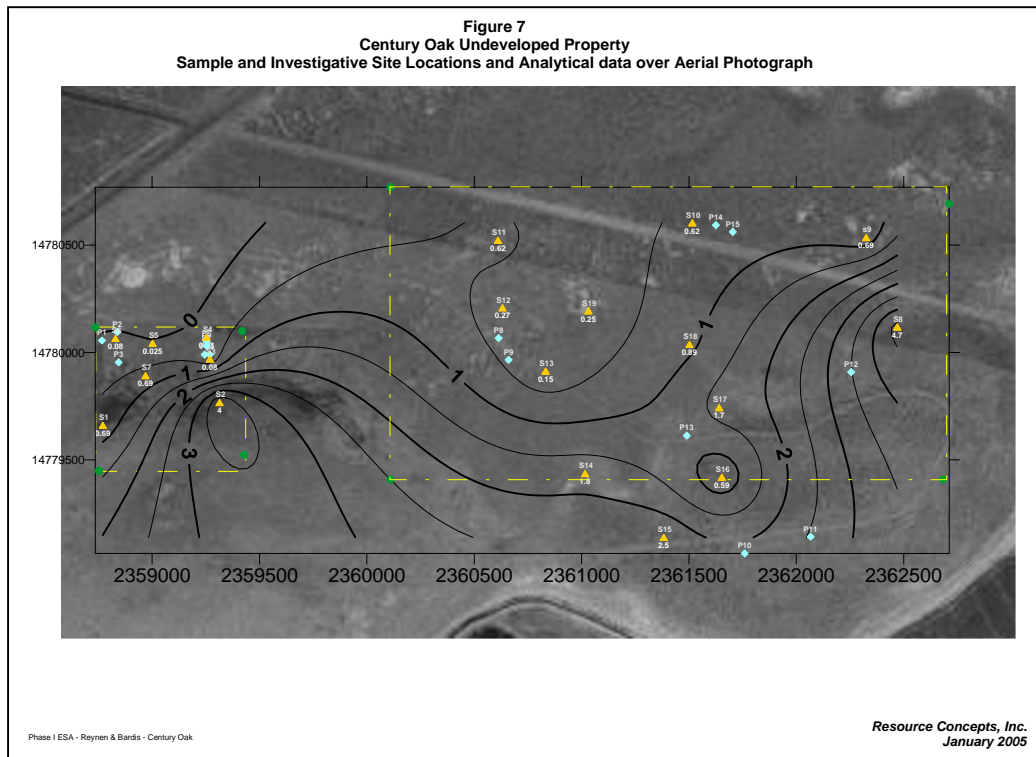 Figure 7
Century Oak Undeveloped Property
Sample and Investigative Site Locations and Analytical data over Aerial Photograph
S10
0.62
P14
P15
S11
0.62
s9
0.69
14780500
S12
0.27
S19
0.25
0
1
P1
P2
0.08
S5
0.025
S4
P3
0.08
P8
P9
S18
0.89
S8
4.7
14780000
S7
0.69
1
1
S13
0.15
P12
2
S2
4
S17
1.7
S1
0.69
P13
3
2
14779500
S14
1.8
S16
0.59
S15
2.5
P10
P11
2359000 2359500 2360000 2360500 2361000 2361500 2362000 2362500
Phase I ESA - Reynen & Bardis - Century Oak
Resource Concepts, Inc.
January 2005